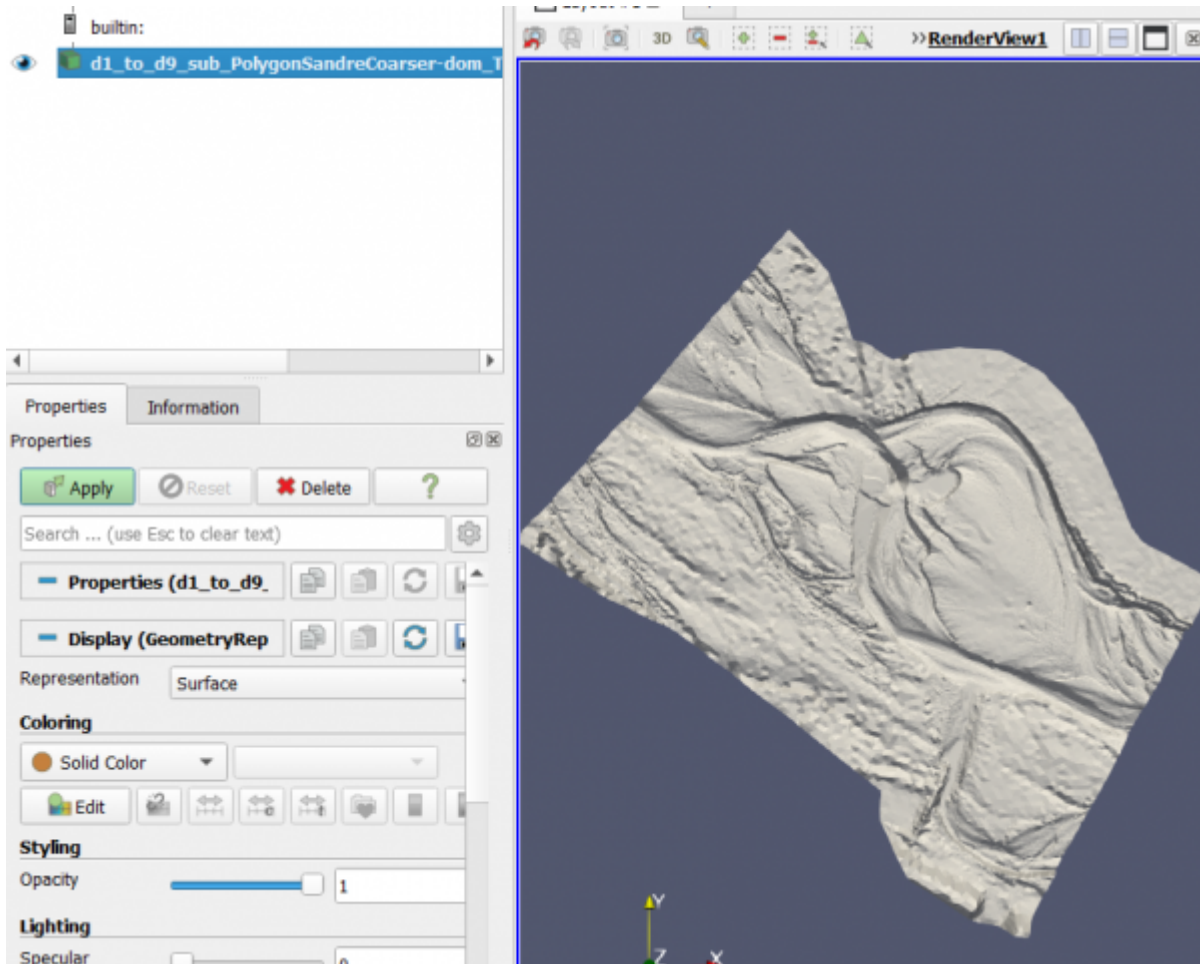 builtin:
d1_to_d9_sub_PolygonSandreCoarser-dom_T
3D
RenderView1
Properties
Information
Properties
Apply
Reset
Delete
?
Search ... (use Esc to clear text)
Properties (d1_to_d9_
Display (GeometryRep
Representation
Surface
Coloring
Solid Color
Edit
Styling
Opacity
1
Lighting
Specular
0
Y
Z
X